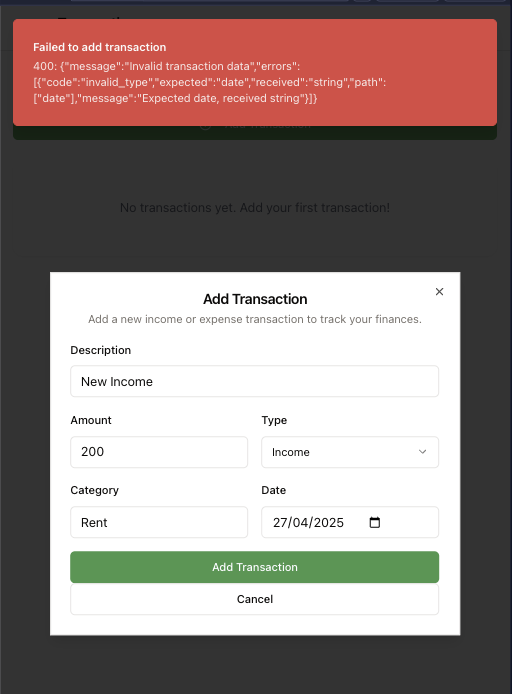 Failed to add transaction
400: {"message":"Invalid transaction data","errors":
[{"code":"invalid_type","expected":"date","received":"string","path":
["date"],"message":"Expected date, received string"}]}
Add Transaction
No transactions yet. Add your first transaction!
Add Transaction
Add a new income or expense transaction to track your finances.
Description
New Income
Amount Type
200 Income
Category Date
Rent 27/04/2025
Add Transaction
Cancel